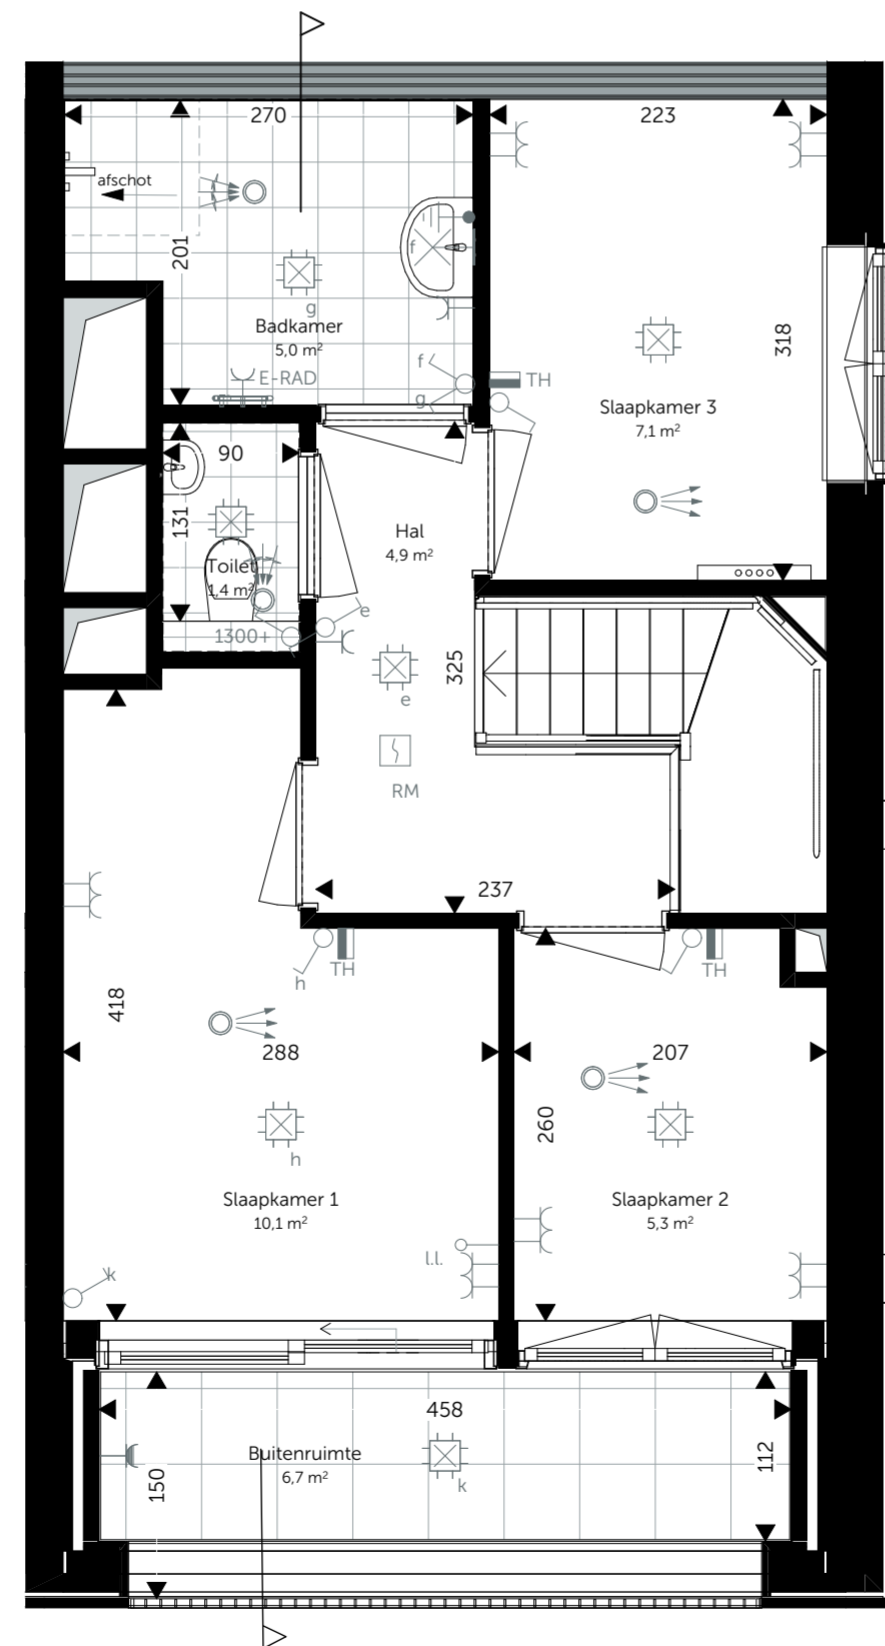 270
223
afschot
201
f
g
Badkamer
5,0 m²
318
E-RAD
f
g
TH
Slaapkamer 3
7,1 m²
90
131
Hal
4,9 m²
Toilet
1,4 m²
1300+
e
325
e
RM
237
h
TH
TH
418
288
207
260
h
Slaapkamer 1
10,1 m²
Slaapkamer 2
5,3 m²
l.l.
k
458
Buitenruimte
6,7 m²
150
112
k